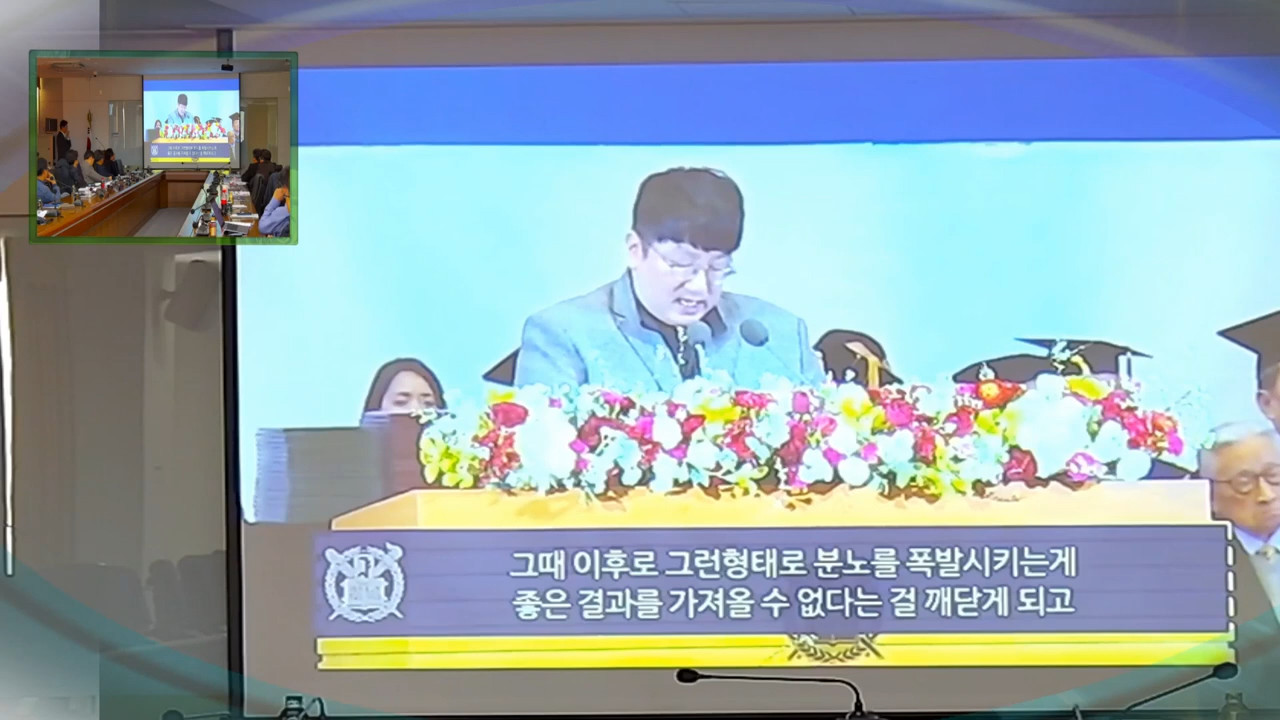 그때 이후로 그런형태로 분노를 폭발시키는게
좋은 결과를 가져올 수 없다는 걸 깨닫게 되고